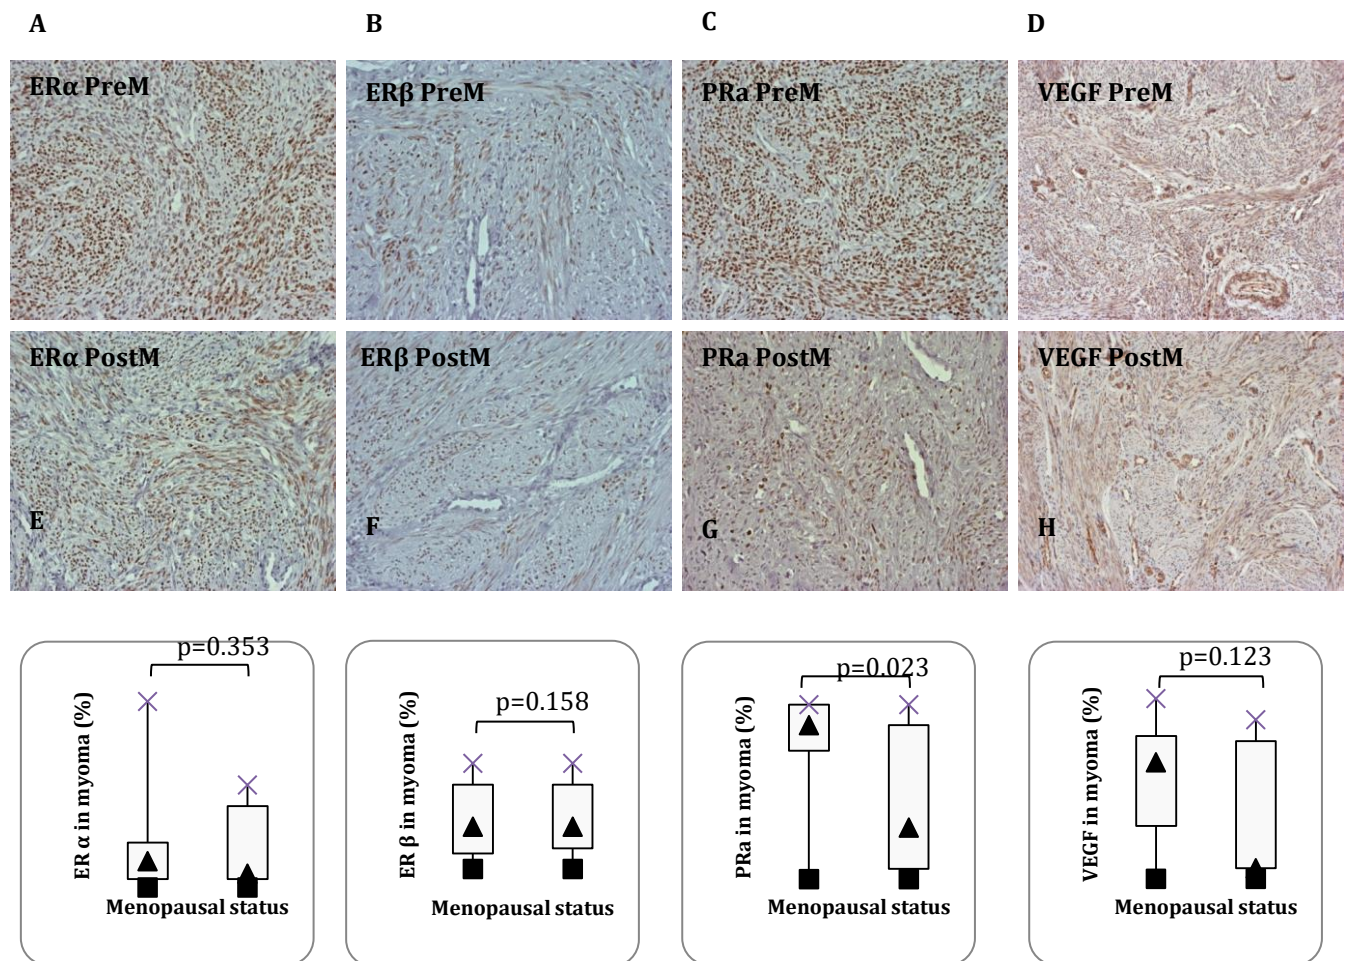 A
B
C
D
ERα PreM
ERβ PreM
PRa PreM
VEGF PreM
ERα PostM
ERβ PostM
PRa PostM
VEGF PostM
E
F
G
H
p=0.353
ER α in myoma (%)
Menopausal status
p=0.158
ER β in myoma (%)
Menopausal status
p=0.023
PRa in myoma (%)
Menopausal status
p=0.123
VEGF in myoma (%)
Menopausal status